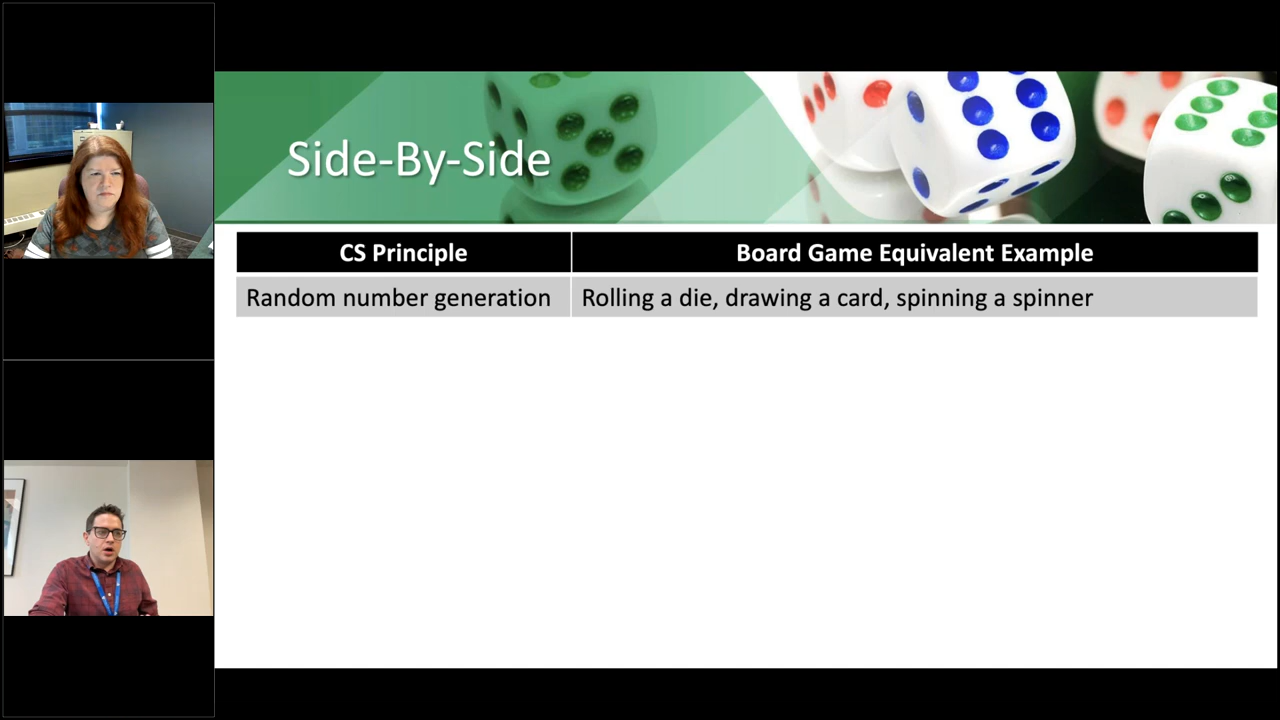 Side-By-Side
CS Principle
Board Game Equivalent Example
Random number generation
Rolling a die, drawing a card, spinning a spinner